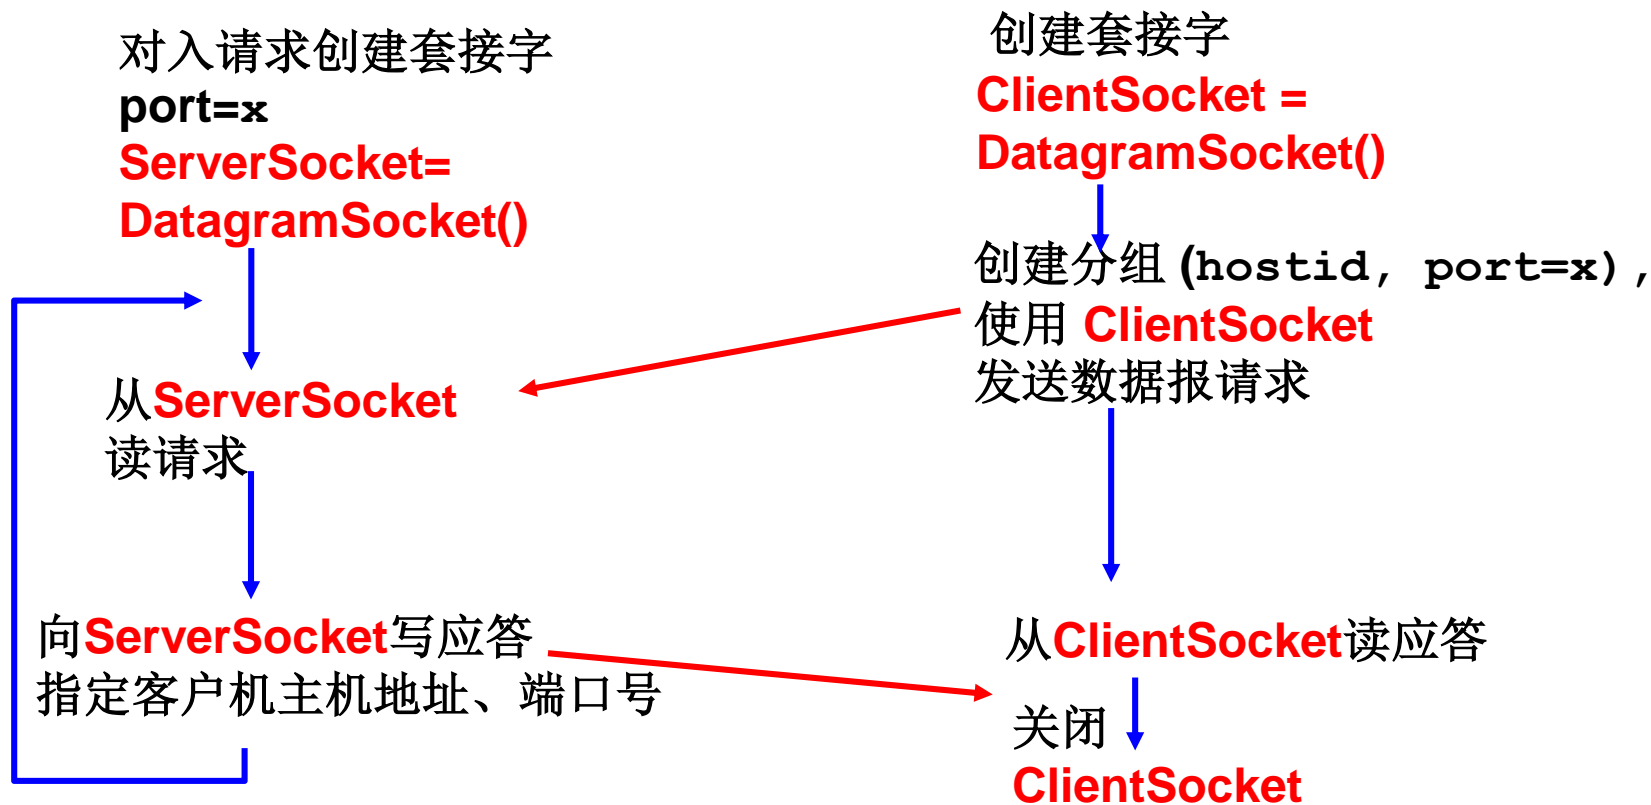 对入请求创建套接字
port=x
ServerSocket=
DatagramSocket()
从ServerSocket
读请求
向ServerSocket写应答
指定客户机主机地址、端口号
创建套接字
ClientSocket =
DatagramSocket()
创建分组(hostid, port=x),
使用 ClientSocket
发送数据报请求
从ClientSocket读应答
关闭
ClientSocket